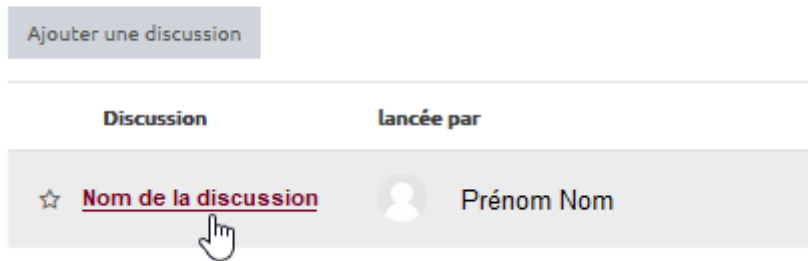 Ajouter une discussion
Discussion lancée par
Nom de la discussion Prénom Nom